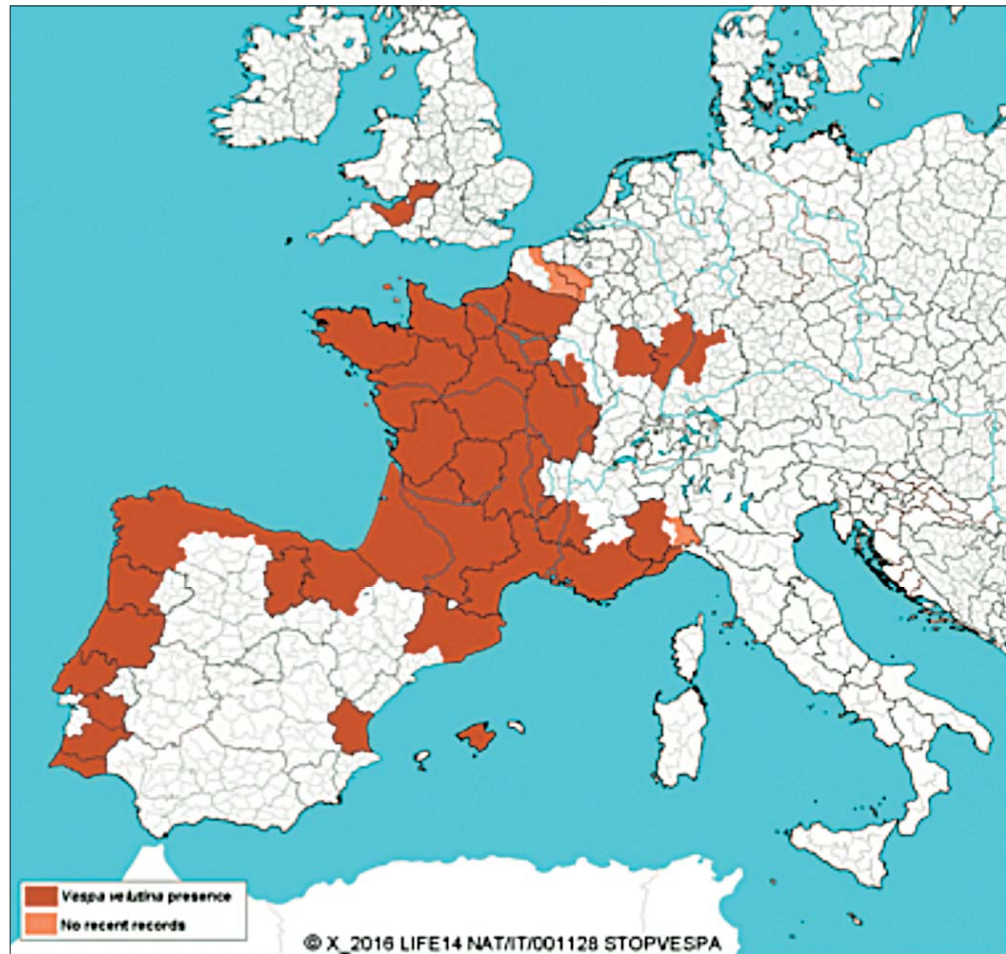 Vespa velutina presence
No recent records
© X_2016 LIFE14 NAT/IT/001128 STOPVESPA